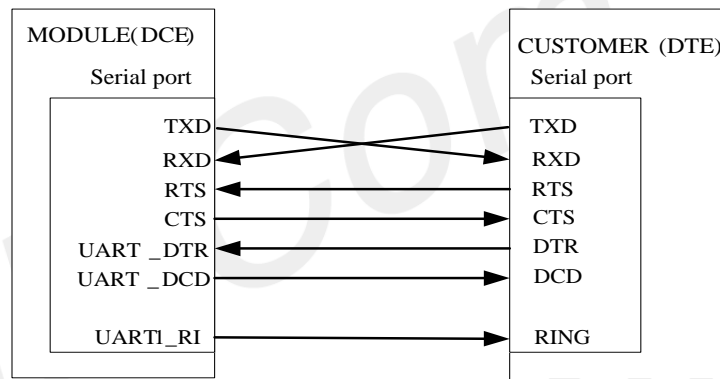 MODULE(DCE)
Serial port
TXD
RXD
RTS
CTS
UART _DTR
UART _DCD
UART1_RI
CUSTOMER (DTE)
Serial port
TXD
RXD
RTS
CTS
DTR
DCD
RING